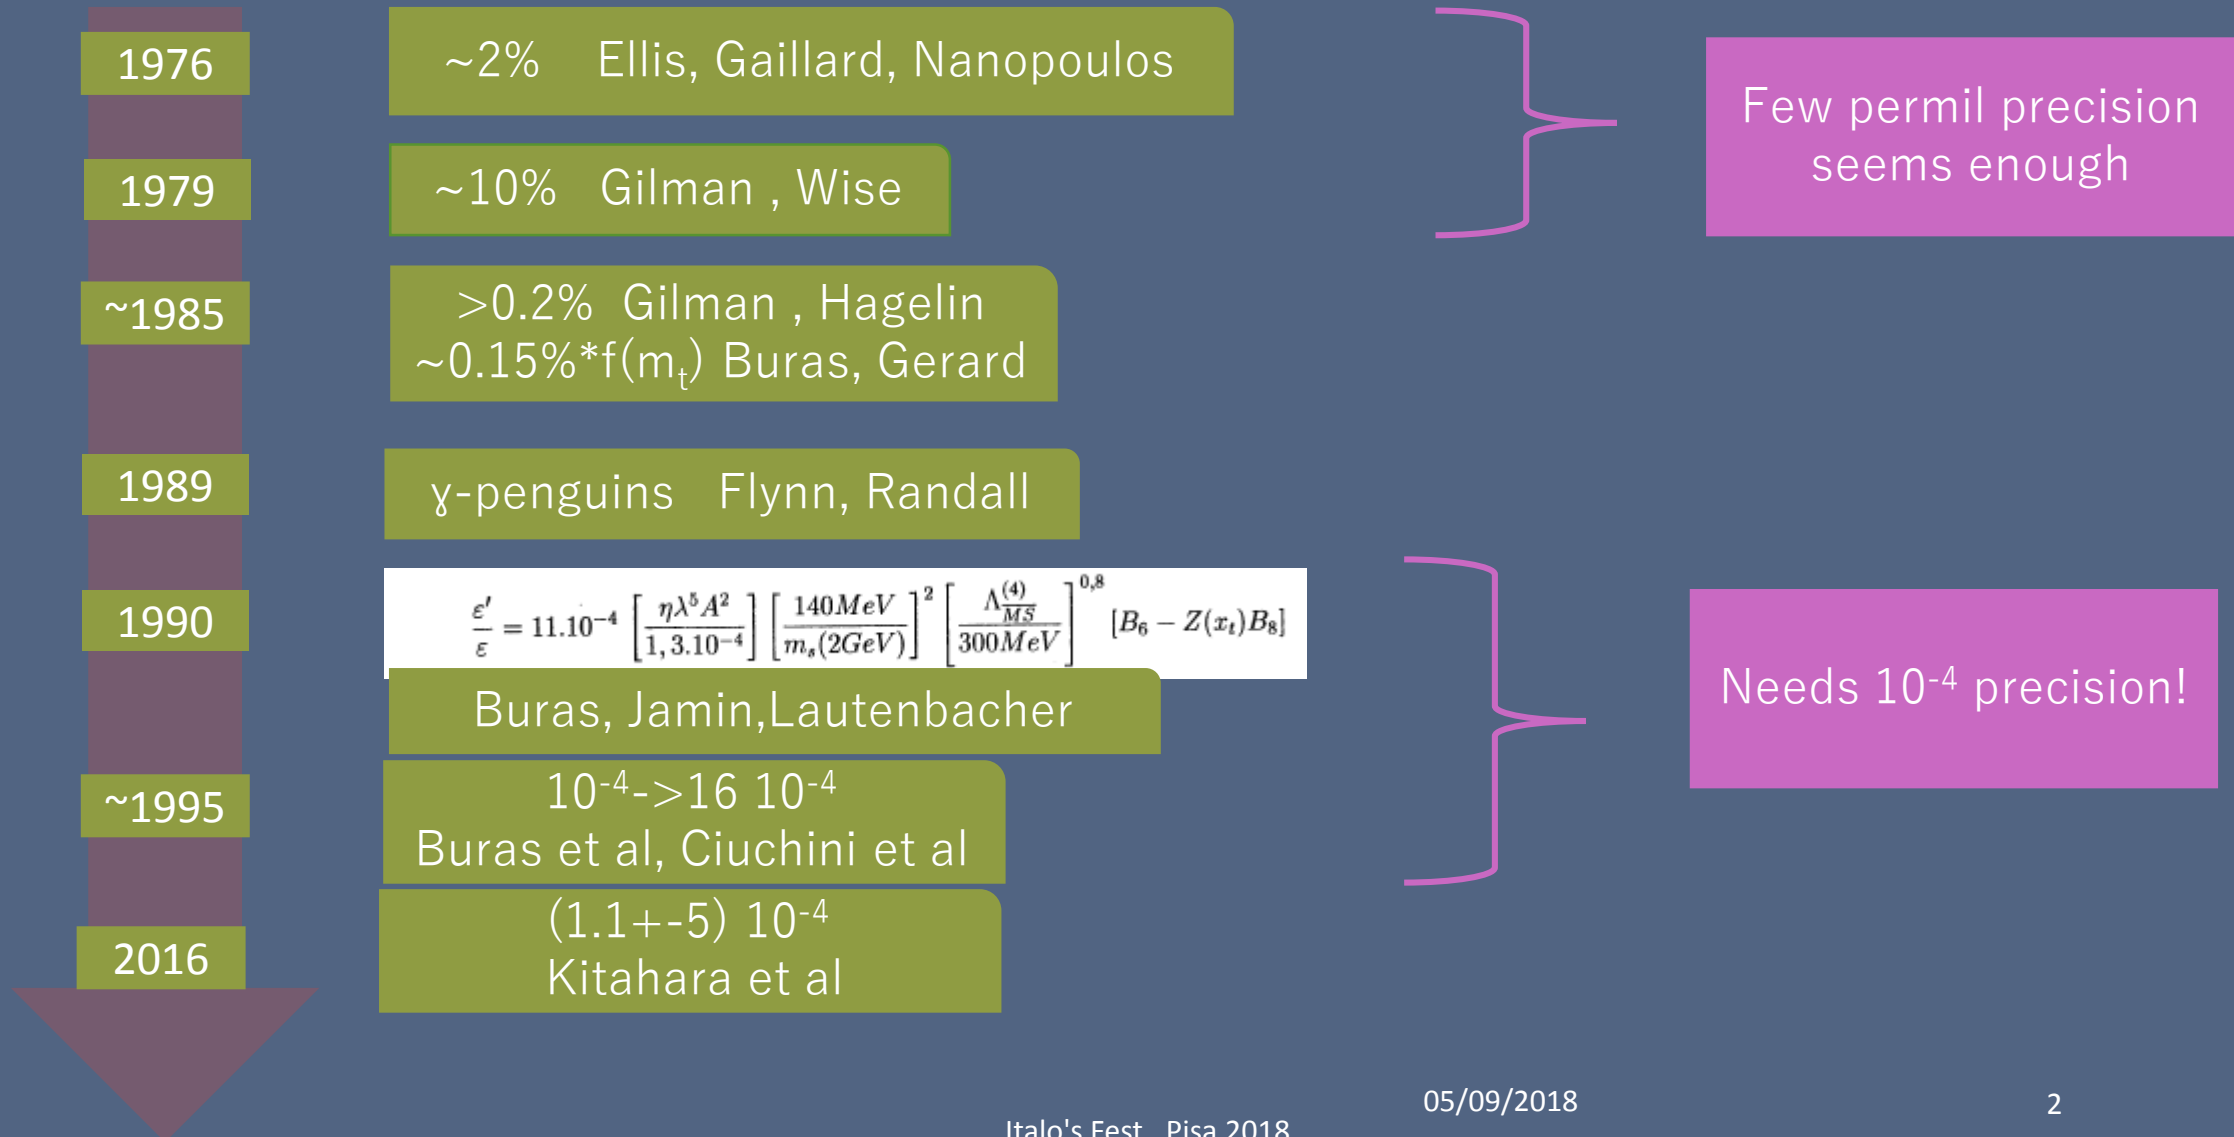 1976
~2% Ellis, Gaillard, Nanopoulos
Few permil precision
seems enough
1979
~10% Gilman , Wise
~1985
>0.2% Gilman , Hagelin
~0.15%*f(mₜ) Buras, Gerard
1989
γ-penguins Flynn, Randall
1990
ε′/ε = 11.10⁻⁴ [ηλ⁵A²/1,3.10⁻⁴] [140MeV/mₛ(2GeV)]² [Λ^(4)_M̅S̅/300MeV]^0,8 [B₆ − Z(xₜ)B₈]
Buras, Jamin,Lautenbacher
Needs 10⁻⁴ precision!
~1995
10⁻⁴->16 10⁻⁴
Buras et al, Ciuchini et al
2016
(1.1+-5) 10⁻⁴
Kitahara et al
05/09/2018
2
Italo's Fest Pisa 2018